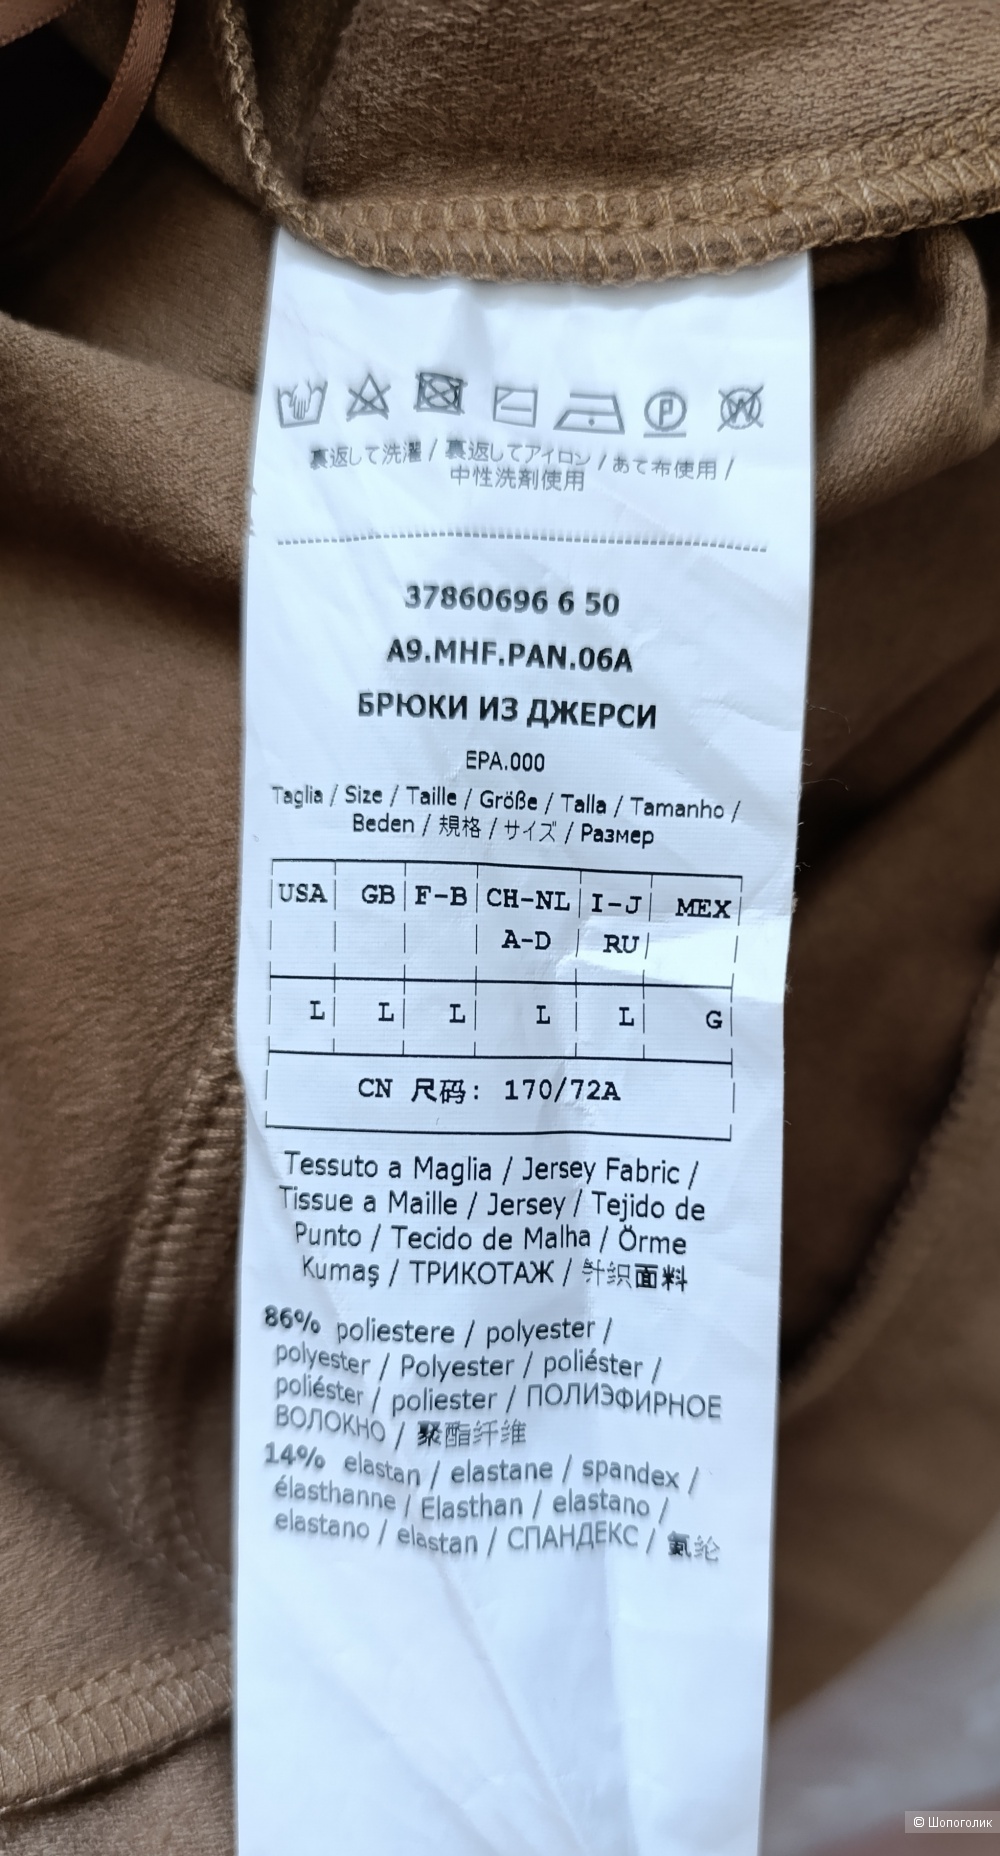 裏返して洗濯 / 裏返してアイロン / あて布使用 /
中性洗剤使用
37860696 6 50
A9.MHF.PAN.06A
БРЮКИ ИЗ ДЖЕРСИ
EPA.000
Taglia / Size / Taille / Größe / Talla / Tamanho /
Beden / 規格 / サイズ / Размер
USA GB F-B CH-NL I-J MEX
A-D RU
L L L L L G
CN 尺码: 170/72A
Tessuto a Maglia / Jersey Fabric /
Tissue a Maille / Jersey / Tejido de
Punto / Tecido de Malha / Örme
Kumaş / ТРИКОТАЖ / 针织面料
86% poliestere / polyester /
polyester / Polyester / poliéster /
poliéster / poliester / ПОЛИЭФИРНОЕ
ВОЛОКНО / 聚酯纤维
14% elastan / elastane / spandex /
élasthanne / Elasthan / elastano /
elastano / elastan / СПАНДЕКС / 氨纶
© Шопоголик